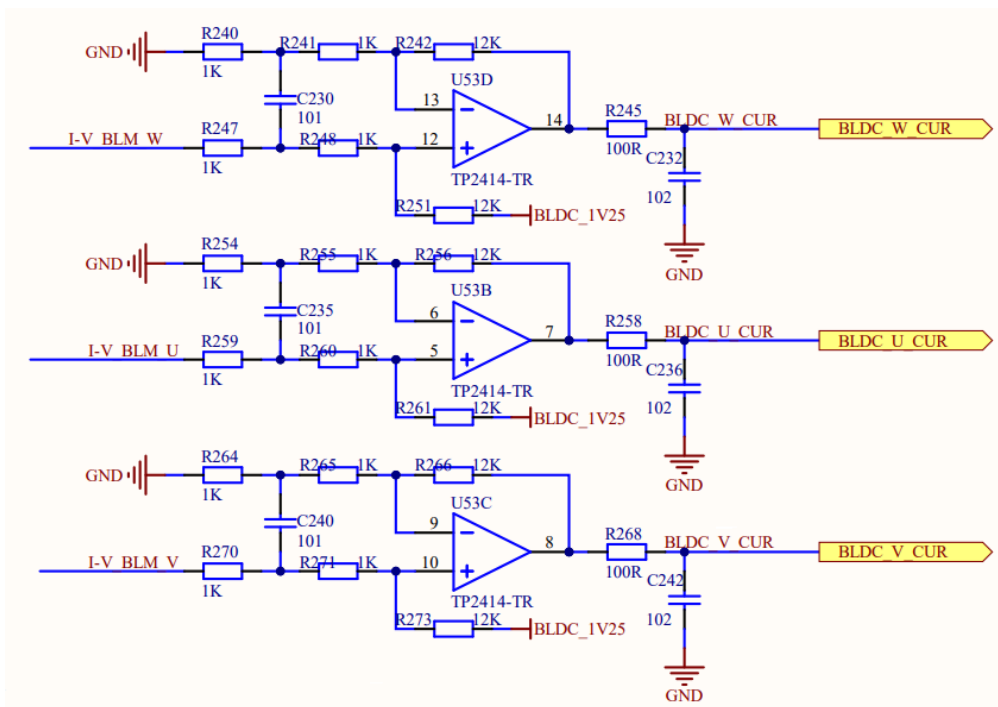 R240 R241 1K R242 12K
GND
1K U53D
C230
101 13
R247 R248 1K 12 14 R245 BLDC_W_CUR BLDC_W_CUR
I-V_BLM_W
1K 100R
TP2414-TR C232
R251 12K 102
BLDC_1V25
GND
R254 R255 1K R256 12K
GND
1K U53B
C235
101 6
R259 R260 1K 5 7 R258 BLDC_U_CUR BLDC_U_CUR
I-V_BLM_U
1K 100R
TP2414-TR C236
R261 12K 102
BLDC_1V25
GND
R264 R265 1K R266 12K
GND
1K U53C
C240
101 9
R270 R271 1K 10 8 R268 BLDC_V_CUR BLDC_V_CUR
I-V_BLM_V
1K 100R
TP2414-TR C242
R273 12K 102
BLDC_1V25
GND